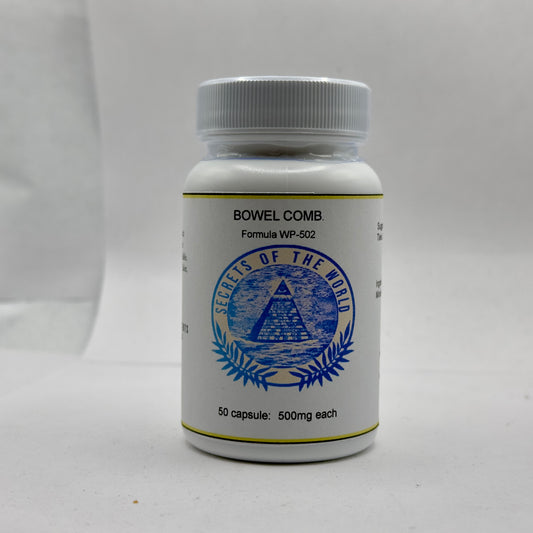 BOWEL COMB.
Formula WP-502
SECRETS OF THE WORLD
50 capsule: 500mg each